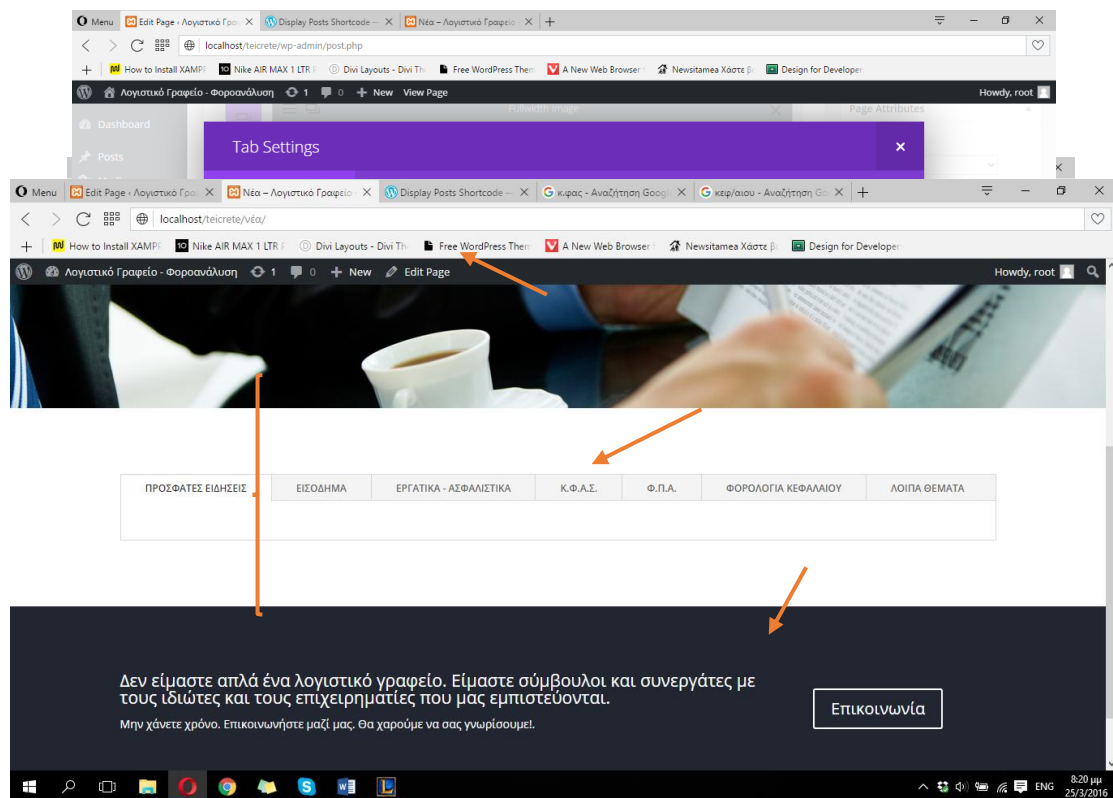 Menu Edit Page ‹ Λογιστικό Γρα Display Posts Shortcode — Νέα – Λογιστικό Γραφείο
localhost/teicrete/wp-admin/post.php
How to Install XAMPP Nike AIR MAX 1 LTR Divi Layouts - Divi Th Free WordPress Them A New Web Browser Newsitamea Χάστε β Design for Developer
Λογιστικό Γραφείο - Φοροανάλυση 1 0 New View Page Howdy, root
Fullwidth Image Page Attributes
Dashboard
Tab Settings
Posts
Menu Edit Page ‹ Λογιστικό Γρα Νέα – Λογιστικό Γραφείο Display Posts Shortcode — κ.φας - Αναζήτηση Googl κεφ/αιου - Αναζήτηση Go
localhost/teicrete/νέα/
How to Install XAMPP Nike AIR MAX 1 LTR Divi Layouts - Divi Th Free WordPress Them A New Web Browser Newsitamea Χάστε β Design for Developer
Λογιστικό Γραφείο - Φοροανάλυση 1 0 New Edit Page Howdy, root
ΠΡΟΣΦΑΤΕΣ ΕΙΔΗΣΕΙΣ ΕΙΣΟΔΗΜΑ ΕΡΓΑΤΙΚΑ - ΑΣΦΑΛΙΣΤΙΚΑ Κ.Φ.Α.Σ. Φ.Π.Α. ΦΟΡΟΛΟΓΙΑ ΚΕΦΑΛΑΙΟΥ ΛΟΙΠΑ ΘΕΜΑΤΑ
Δεν είμαστε απλά ένα λογιστικό γραφείο. Είμαστε σύμβουλοι και συνεργάτες με
τους ιδιώτες και τους επιχειρηματίες που μας εμπιστεύονται.
Μην χάνετε χρόνο. Επικοινωνήστε μαζί μας. Θα χαρούμε να σας γνωρίσουμε!.
Επικοινωνία
ENG 8:20 μμ
25/3/2016